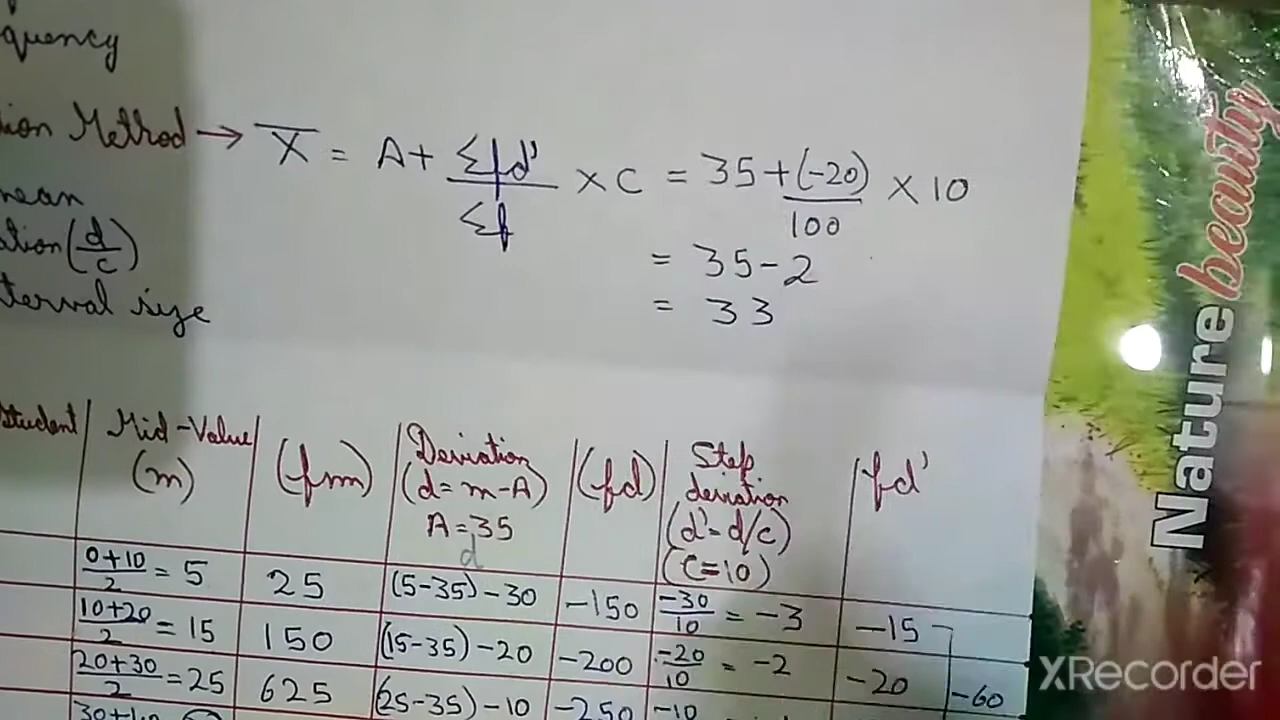 quency
tion Method → X̄ = A + Σfd'/Σf × C = 35 + (-20)/100 × 10
mean
= 35 - 2
ation (d/c)
= 33
terval size
Student | Mid-Value (m) | (fm) | Deviation (d = m - A) A = 35 d | (fd) | Step deviation (d' = d/c) (C = 10) | fd'
0+10/2 = 5 | 25 | (5-35) -30 | -150 | -30/10 = -3 | -15
10+20/2 = 15 | 150 | (15-35) -20 | -200 | -20/10 = -2 | -20
20+30/2 = 25 | 625 | (25-35) -10 | -250 | -10 | -60
Nature beauty
XRecorder